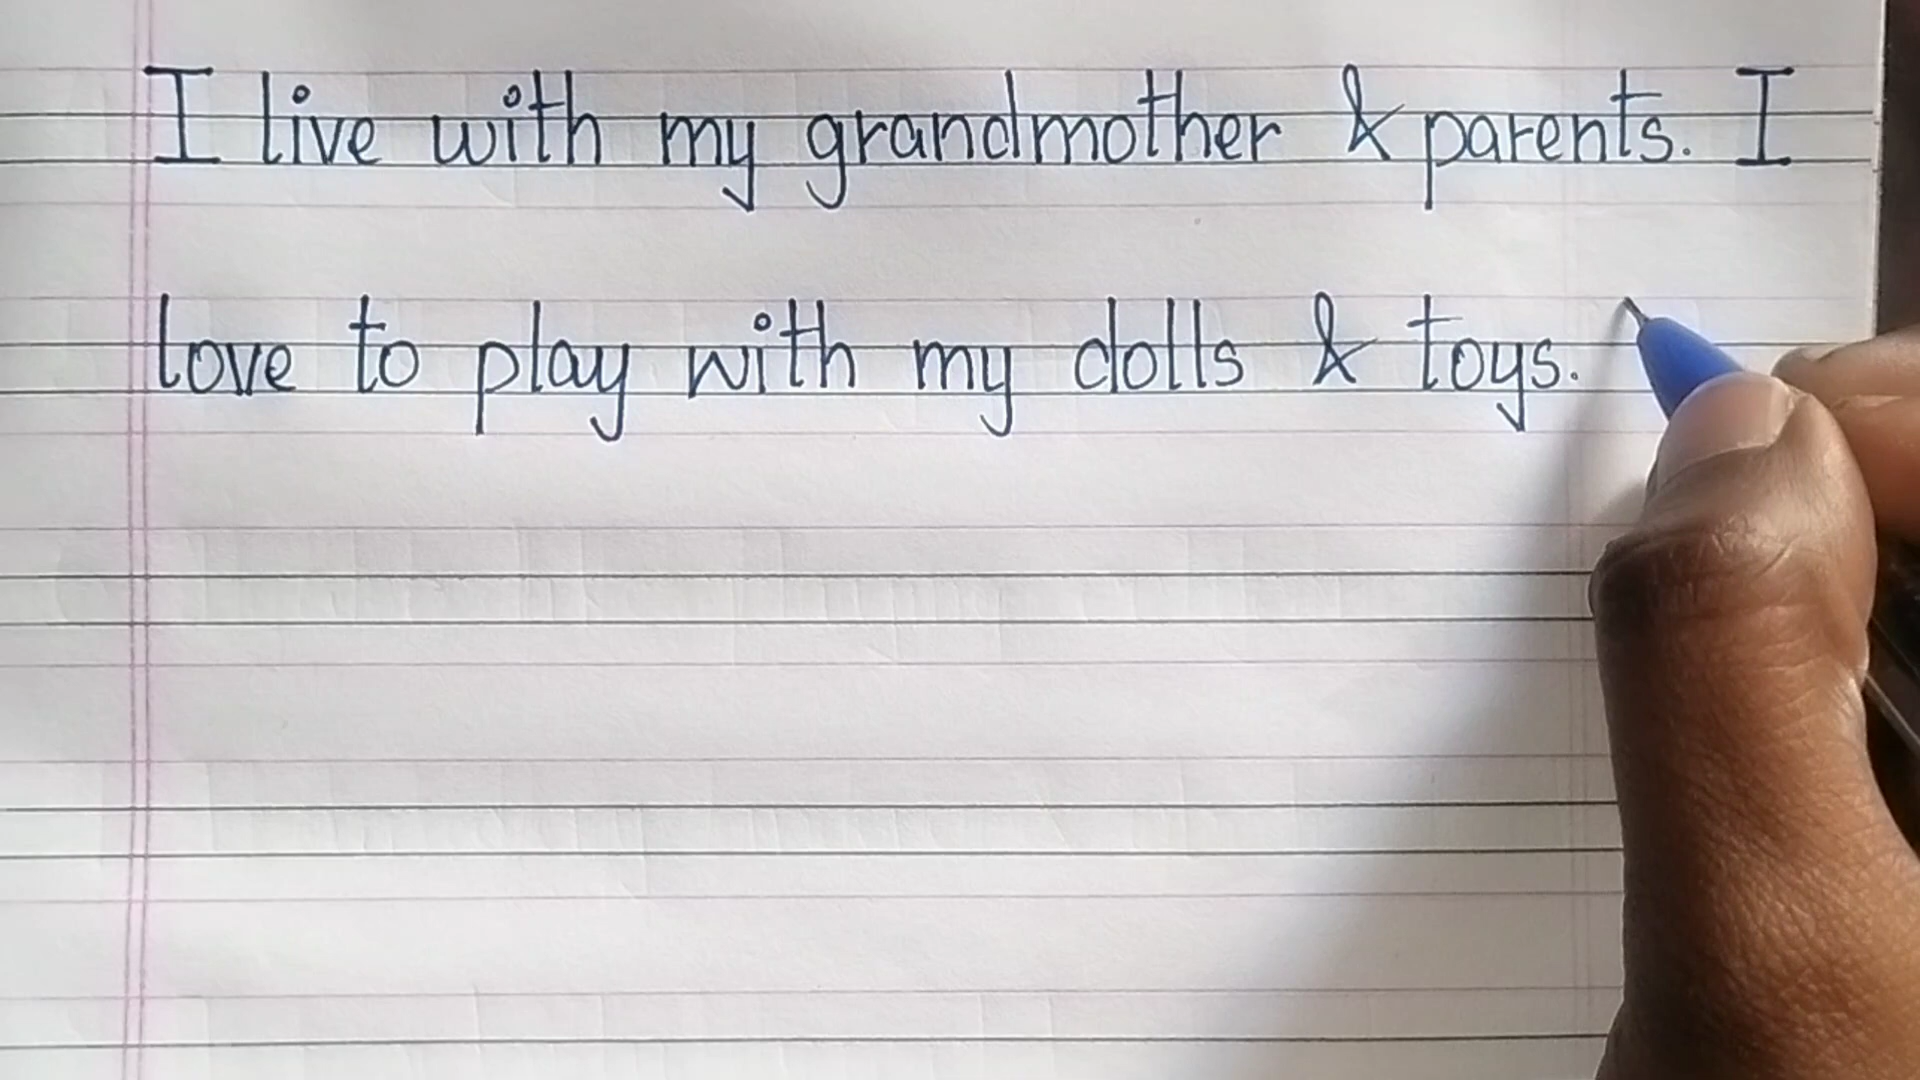 I live with my grandmother & parents. I
love to play with my dolls & toys.